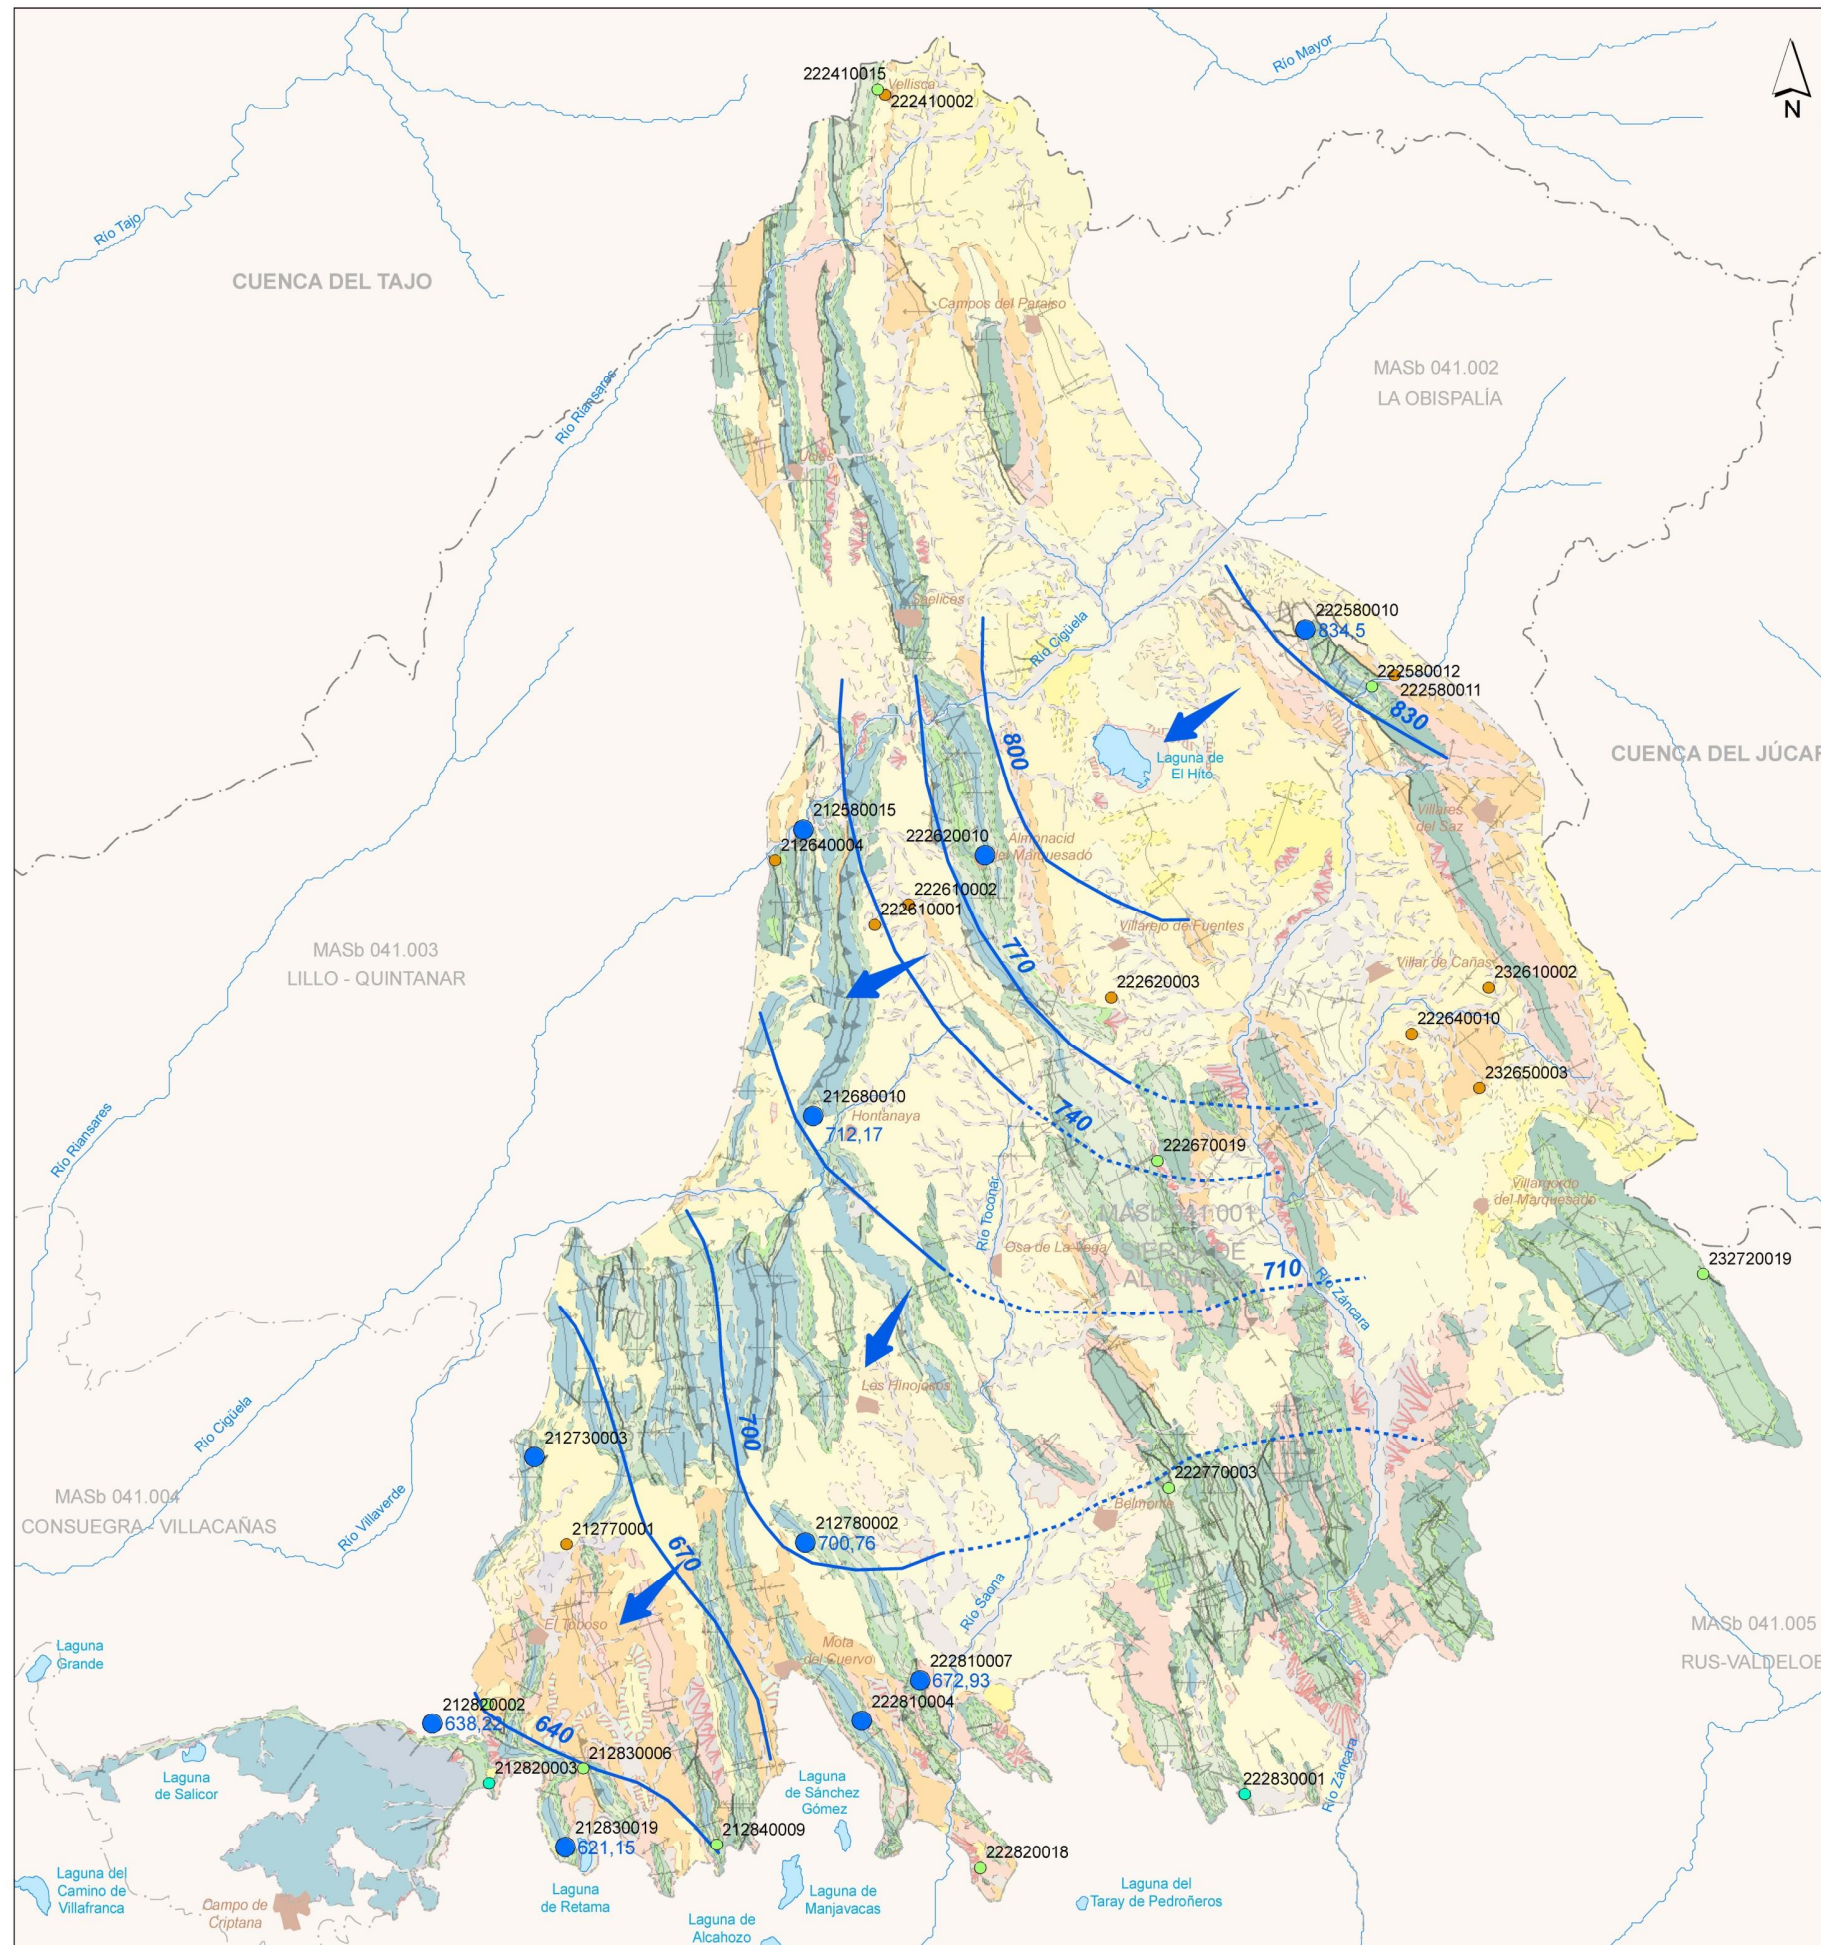 Río Mayor
N
222410015
Vellisca
222410002
Río Tajo
CUENCA DEL TAJO
Campos del Paraíso
MASb 041.002
LA OBISPALÍA
Río Riansares
Uclés
Saelices
Río Cigüela
222580010
834,5
222580012
222580011
830
800
Laguna de
El Hito
CUENCA DEL JÚCAR
Villares
del Saz
212580015
222620010
Almonacid
del Marquesado
212640004
222610002
222610001
Villarejo de Fuentes
MASb 041.003
LILLO - QUINTANAR
770
Villar de Cañas
232610002
222620003
222640010
232650003
212680010
Hontanaya
712,17
740
Río Riansares
222670019
Villargordo
del Marquesado
Río Toconar
MASb 041.001
SIERRA DE
Osa de La Vega
232720019
710
Río Záncara
Los Hinojosos
Río Cigüela
700
212730003
222770003
MASb 041.004
CONSUEGRA - VILLACAÑAS
Río Villaverde
Belmonte
212770001
212780002
700,76
670
Río Saona
El Toboso
MASb 041.005
Laguna
Grande
Mota
del Cuervo
222810007
672,93
212820002
638,22
222810004
640
212830006
212820003
Laguna
de Salicor
Laguna
de Sánchez
Gómez
222830001
Río Záncara
212830019
621,15
212840009
222820018
Laguna del
Camino de
Villafranca
Campo de
Criptana
Laguna
de Retama
Laguna de
Manjavacas
Laguna del
Taray de Pedroñeros
Laguna de
Alcahozo